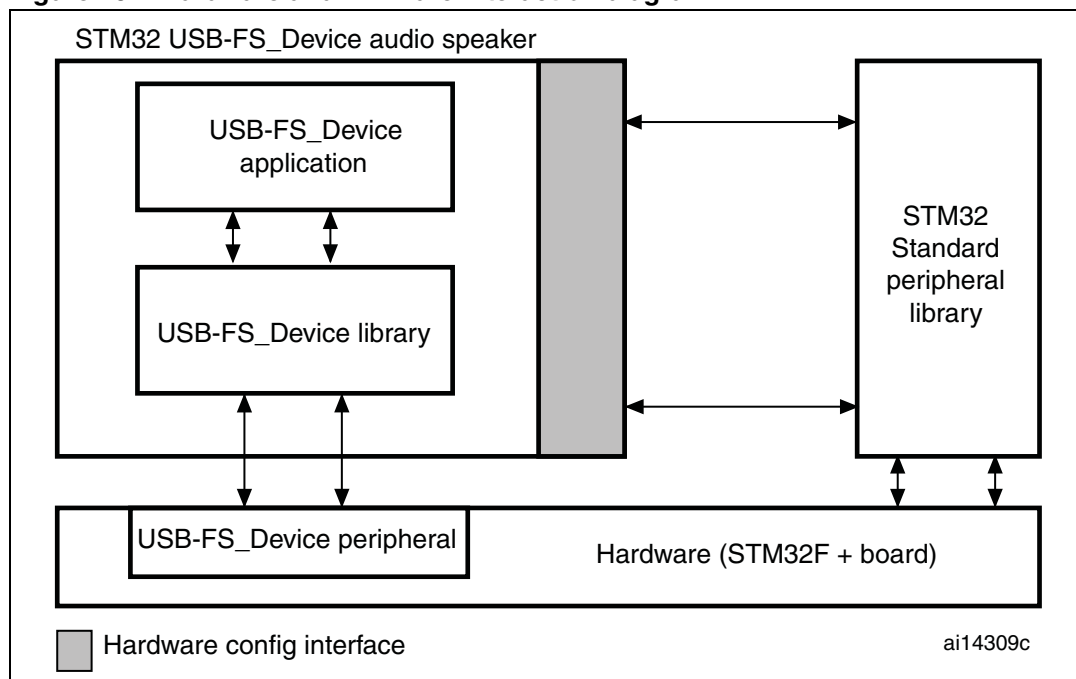 STM32 USB-FS_Device audio speaker
USB-FS_Device
application
USB-FS_Device library
STM32
Standard
peripheral
library
USB-FS_Device peripheral
Hardware (STM32F + board)
Hardware config interface
ai14309c